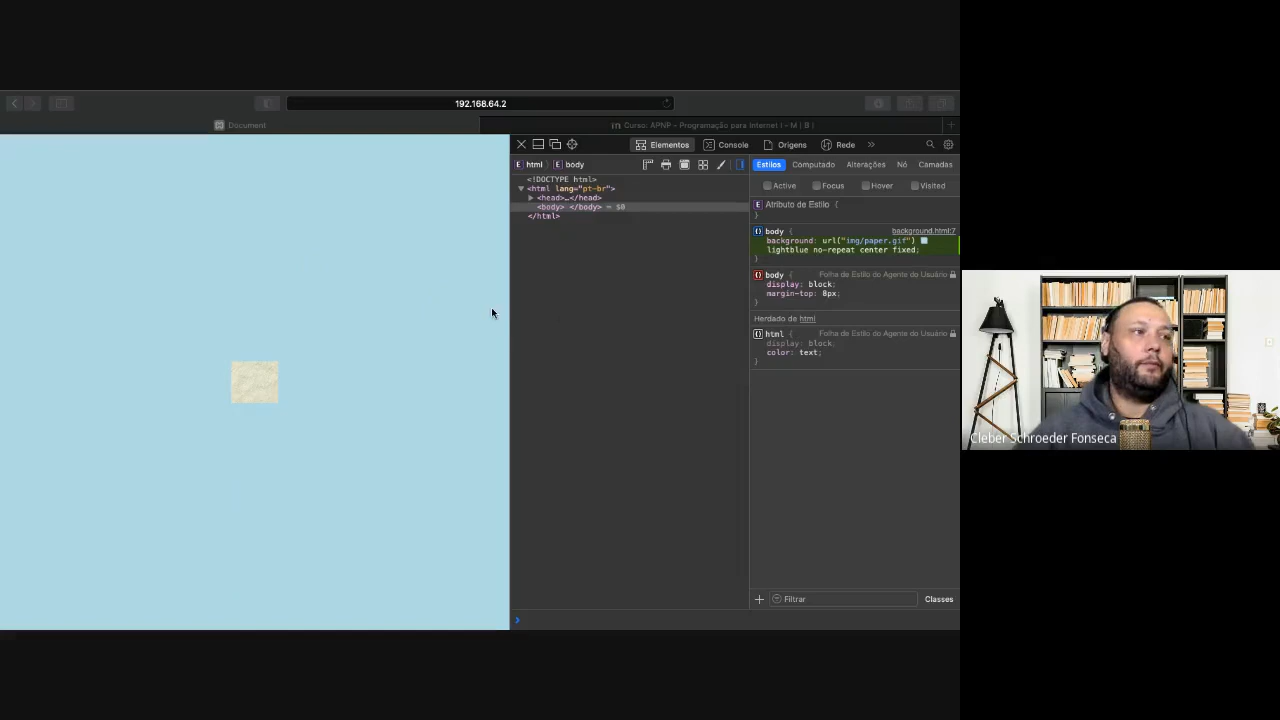 192.168.64.2
Document
Curso: APNP - Programação para Internet I - M | B |
Elementos
Console
Origens
Rede
html
body
Estilos
Computado
Alterações
Nó
Camadas
<!DOCTYPE html>
<html lang="pt-br">
<head>…</head>
<body> </body> = $0
</html>
Active
Focus
Hover
Visited
E Atributo de Estilo {
}
body { background.html:7
background: url("img/paper.gif")
lightblue no-repeat center fixed;
}
body { Folha de Estilo do Agente do Usuário
display: block;
margin-top: 8px;
}
Herdado de html
html { Folha de Estilo do Agente do Usuário
display: block;
color: text;
}
Filtrar
Classes
Cleber Schroeder Fonseca